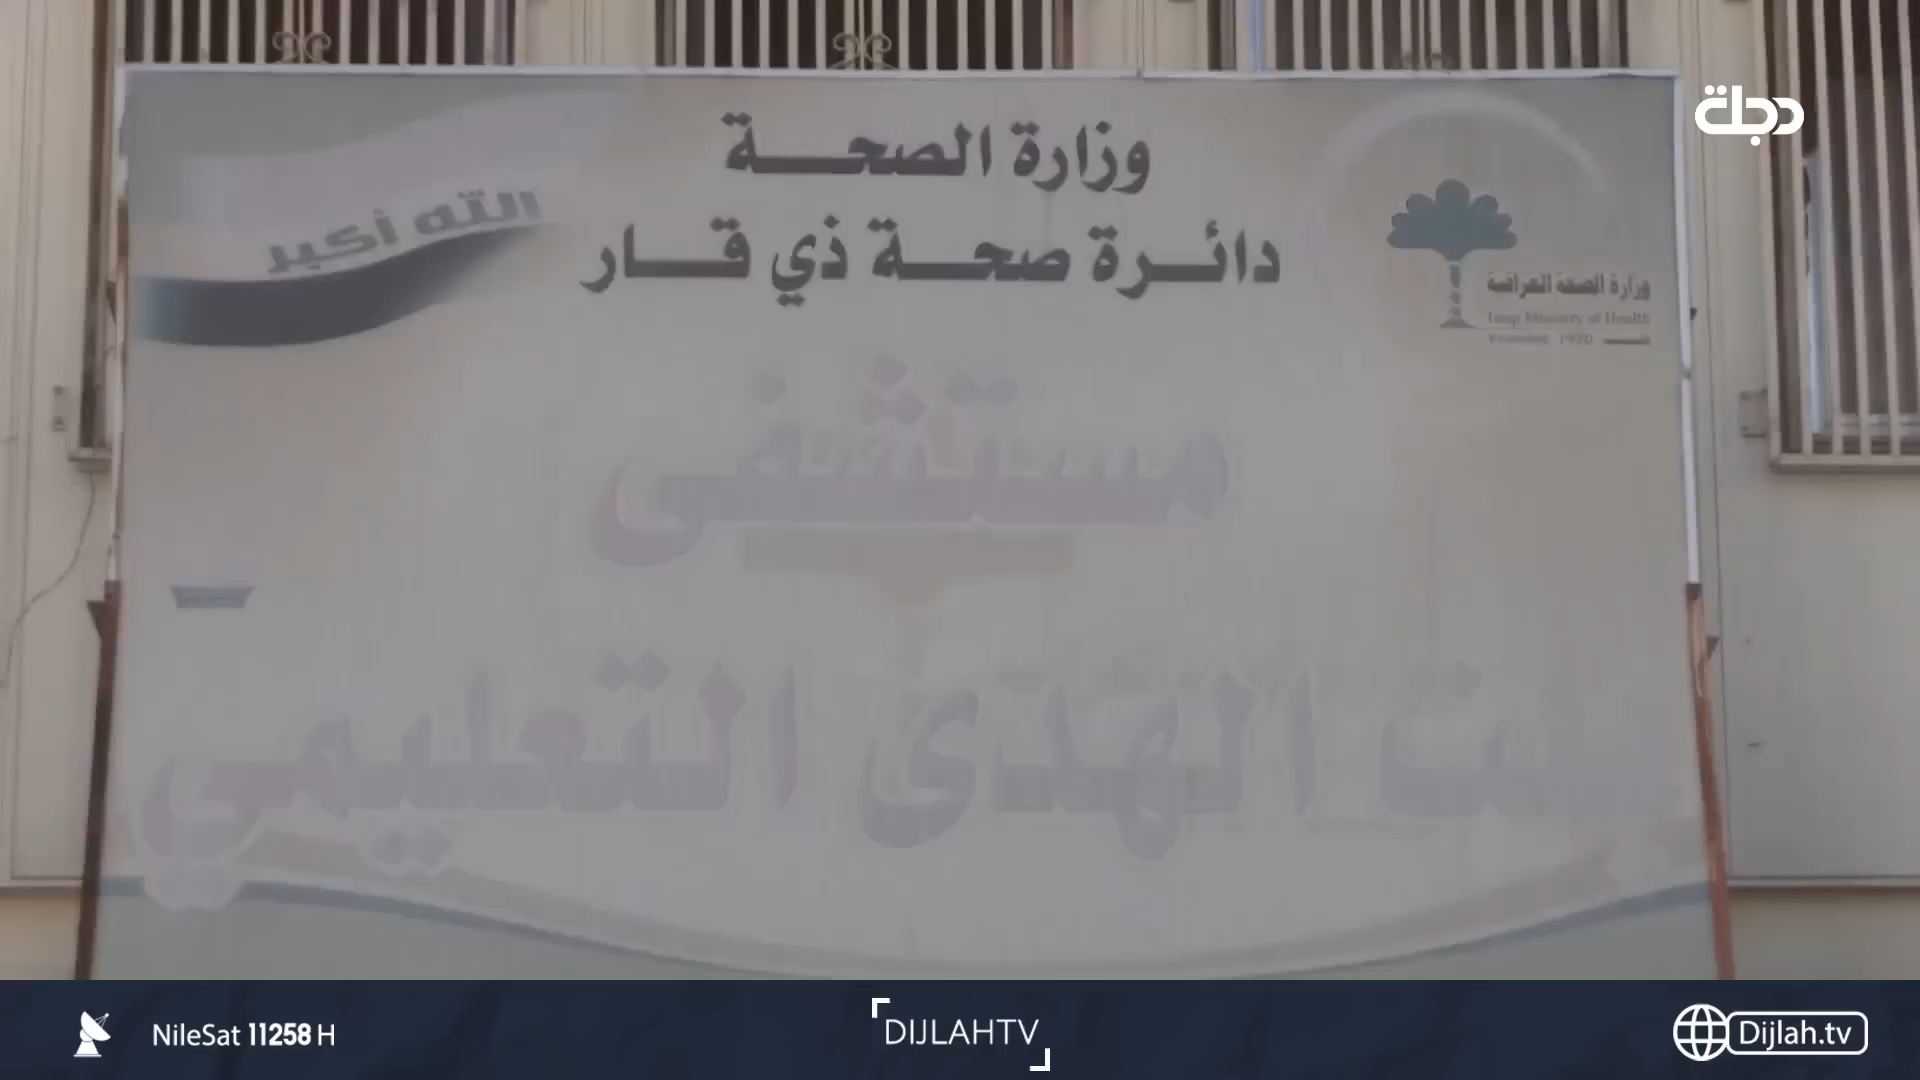 دجلة
وزارة الصحة
دائرة صحة ذي قار
الله أكبر
وزارة الصحة العراقية
Iraq Ministry of Health
مستشفى
بنت الهدى التعليمي
NileSat 11258 H
DIJLAHTV
Dijlah.tv